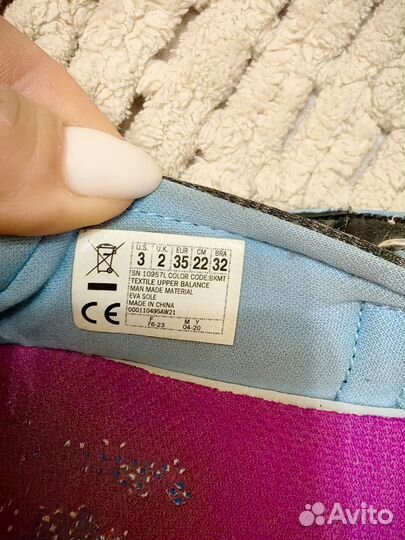 U.S. U.K. EUR CM BRA
3 2 35 22 32
SN 10957L COLOR CODE:BKMT
TEXTILE UPPER BALANCE
MAN MADE MATERIAL
EVA SOLE
MADE IN CHINA
000110495AW21
F M Y
76-23 04-20
CE
Avito